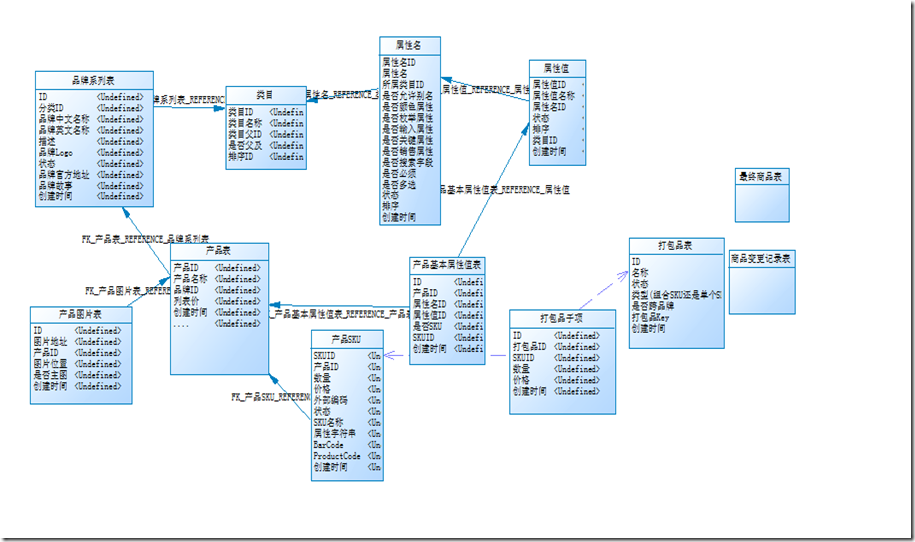 品牌系列表
ID <Undefined>
分类ID <Undefined>
品牌中文名称 <Undefined>
品牌英文名称 <Undefined>
描述 <Undefined>
品牌Logo <Undefined>
状态 <Undefined>
品牌官方地址 <Undefined>
品牌故事 <Undefined>
创建时间 <Undefined>
牌系列表_REFERENCE
类目
类目ID <Undefin
类目名称 <Undefin
类目父ID <Undefin
是否父及 <Undefin
排序ID <Undefin
属性名_REFERENCE_
属性名
属性名ID
属性名
所属类目ID
是否允许别名
是否颜色属性
是否枚举属性
是否输入属性
是否关键属性
是否销售属性
是否搜索字段
是否必须
是否多选
状态
排序
创建时间
属性值_REFERENCE_属性
属性值
属性值ID
属性值名称
属性名ID
状态
排序
类目ID
创建时间
品基本属性值表_REFERENCE_属性值
最终商品表
FK_产品表_REFERENCE_品牌系列表
产品表
产品ID <Undefined>
产品名称 <Undefined>
品牌ID <Undefined>
列表价 <Undefined>
创建时间 <Undefined>
.... <Undefined>
FK_产品图片表_REFER
产品图片表
ID <Undefined>
图片地址 <Undefined>
产品ID <Undefined>
图片位置 <Undefined>
是否主图 <Undefined>
创建时间 <Undefined>
_产品基本属性值表_REFERENCE_产品
产品基本属性值表
ID <Undefi
产品ID <Undefi
属性名ID <Undefi
属性值ID <Undefi
是否SKU <Undefi
SKUID <Undefi
创建时间 <Undefi
FK_产品SKU_REFERENC
产品SKU
SKUID <Un
产品ID <Un
数量 <Un
价格 <Un
外部编码 <Un
状态 <Un
SKU名称 <Un
属性字符串 <Un
BarCode <Un
ProductCode <Un
创建时间 <Un
打包品子项
ID <Undefined>
打包品ID <Undefined>
SKUID <Undefined>
数量 <Undefined>
价格 <Undefined>
创建时间 <Undefined>
打包品表
ID
名称
状态
类型(组合SKU还是单个S
是否跨品牌
打包品Key
创建时间
商品变更记录表